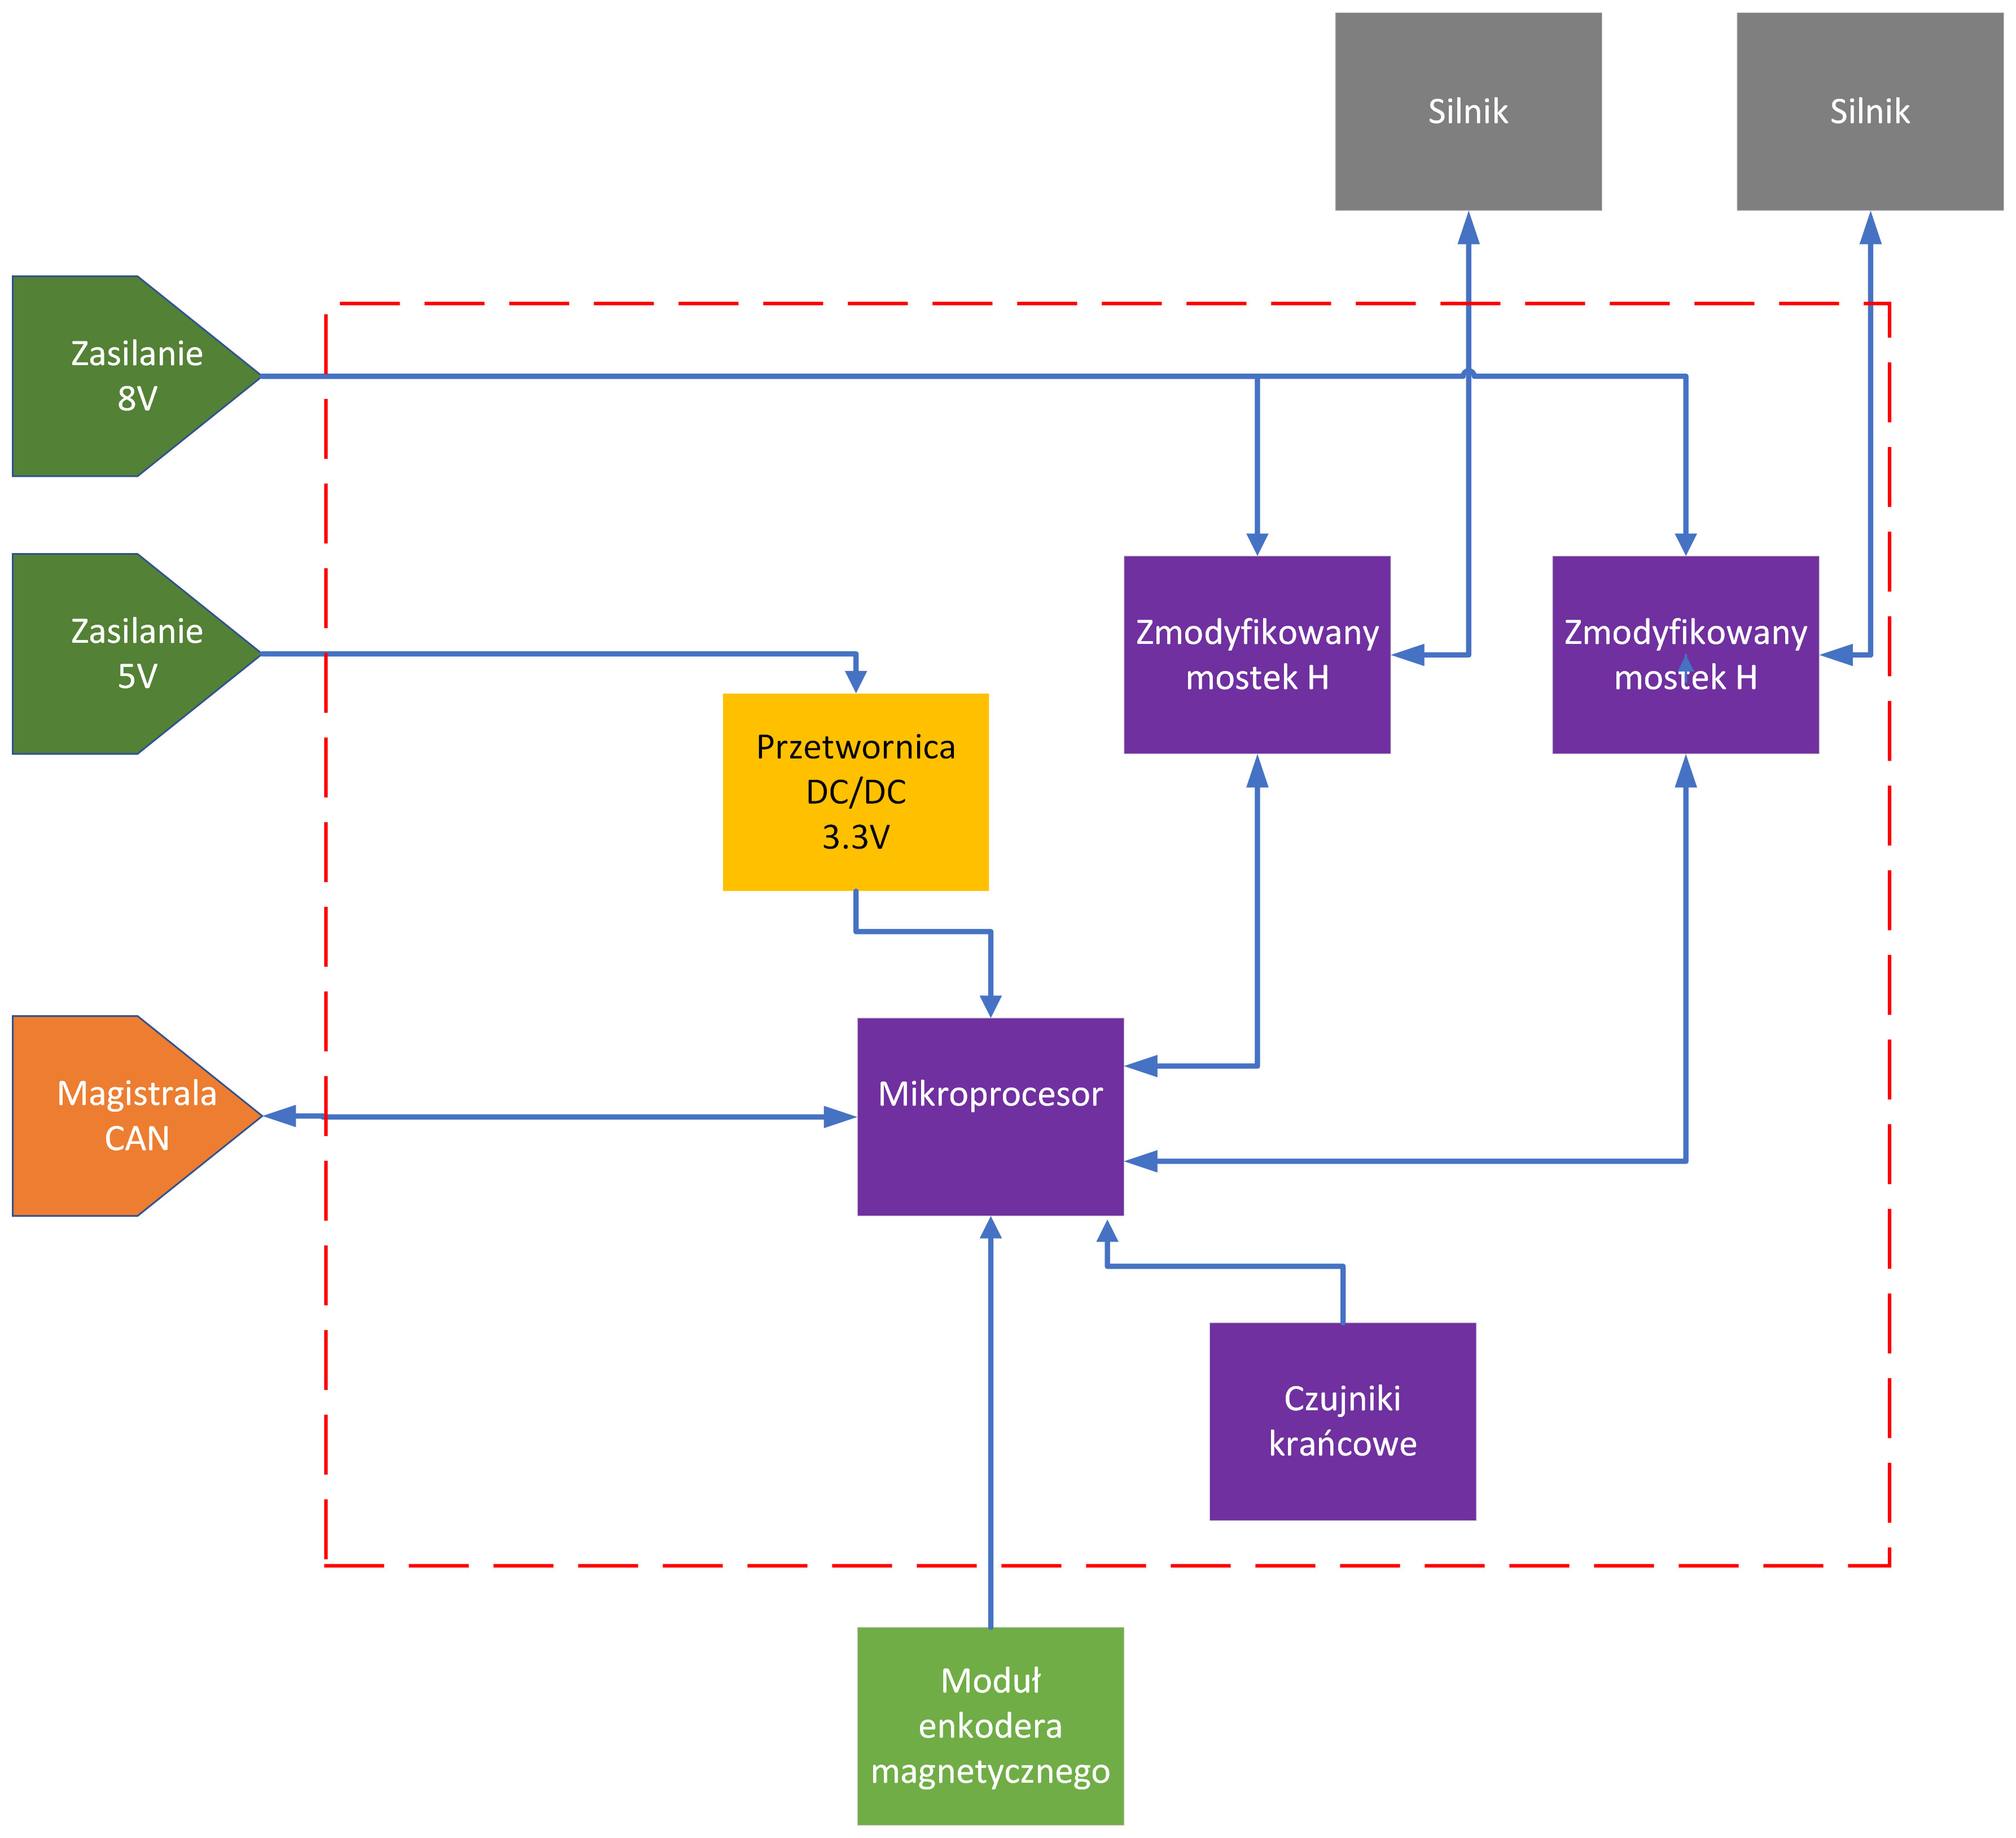 Silnik
Silnik
Zasilanie
8V
Zasilanie
5V
Zmodyfikowany
mostek H
Zmodyfikowany
mostek H
Przetwornica
DC/DC
3.3V
Magistrala
CAN
Mikroprocesor
Czujniki
krańcowe
Moduł
enkodera
magnetycznego